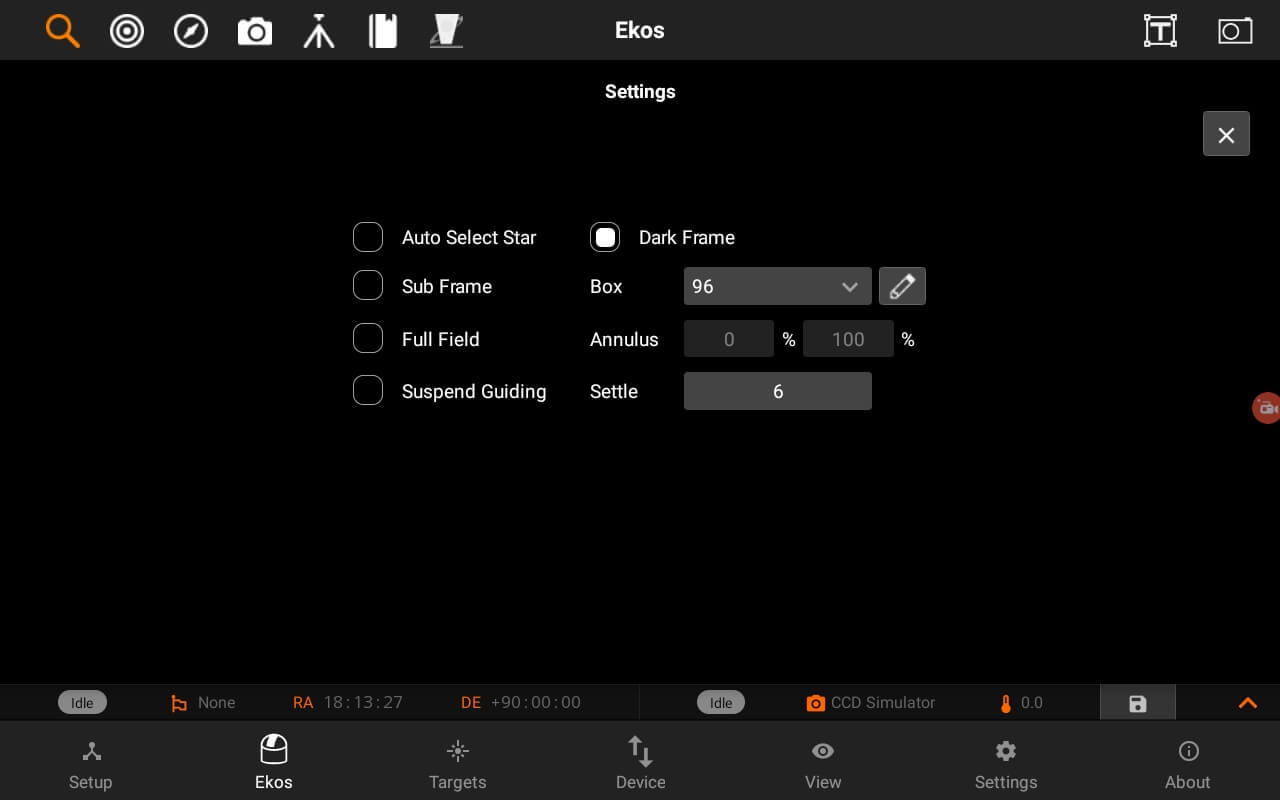 Ekos
T
Settings
Auto Select Star Dark Frame
Sub Frame Box 96
Full Field Annulus 0 % 100 %
Suspend Guiding Settle 6
Idle None RA 18:13:27 DE +90:00:00 Idle CCD Simulator 0.0
Setup Ekos Targets Device View Settings About